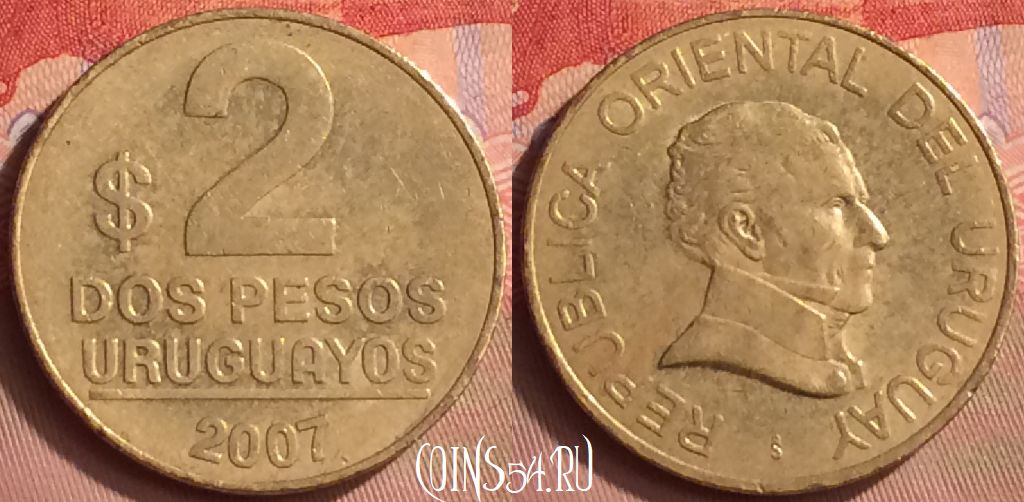 $ 2
DOS PESOS
URUGUAYOS
2007
REPUBLICA ORIENTAL DEL URUGUAY
COINS54.RU